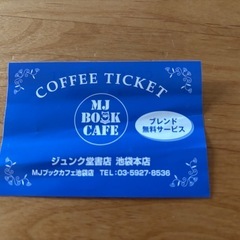 COFFEE TICKET
MJ
BOOK
CAFE
ブレンド
無料サービス
ジュンク堂書店 池袋本店
MJブックカフェ池袋店 TEL:03-5927-8536